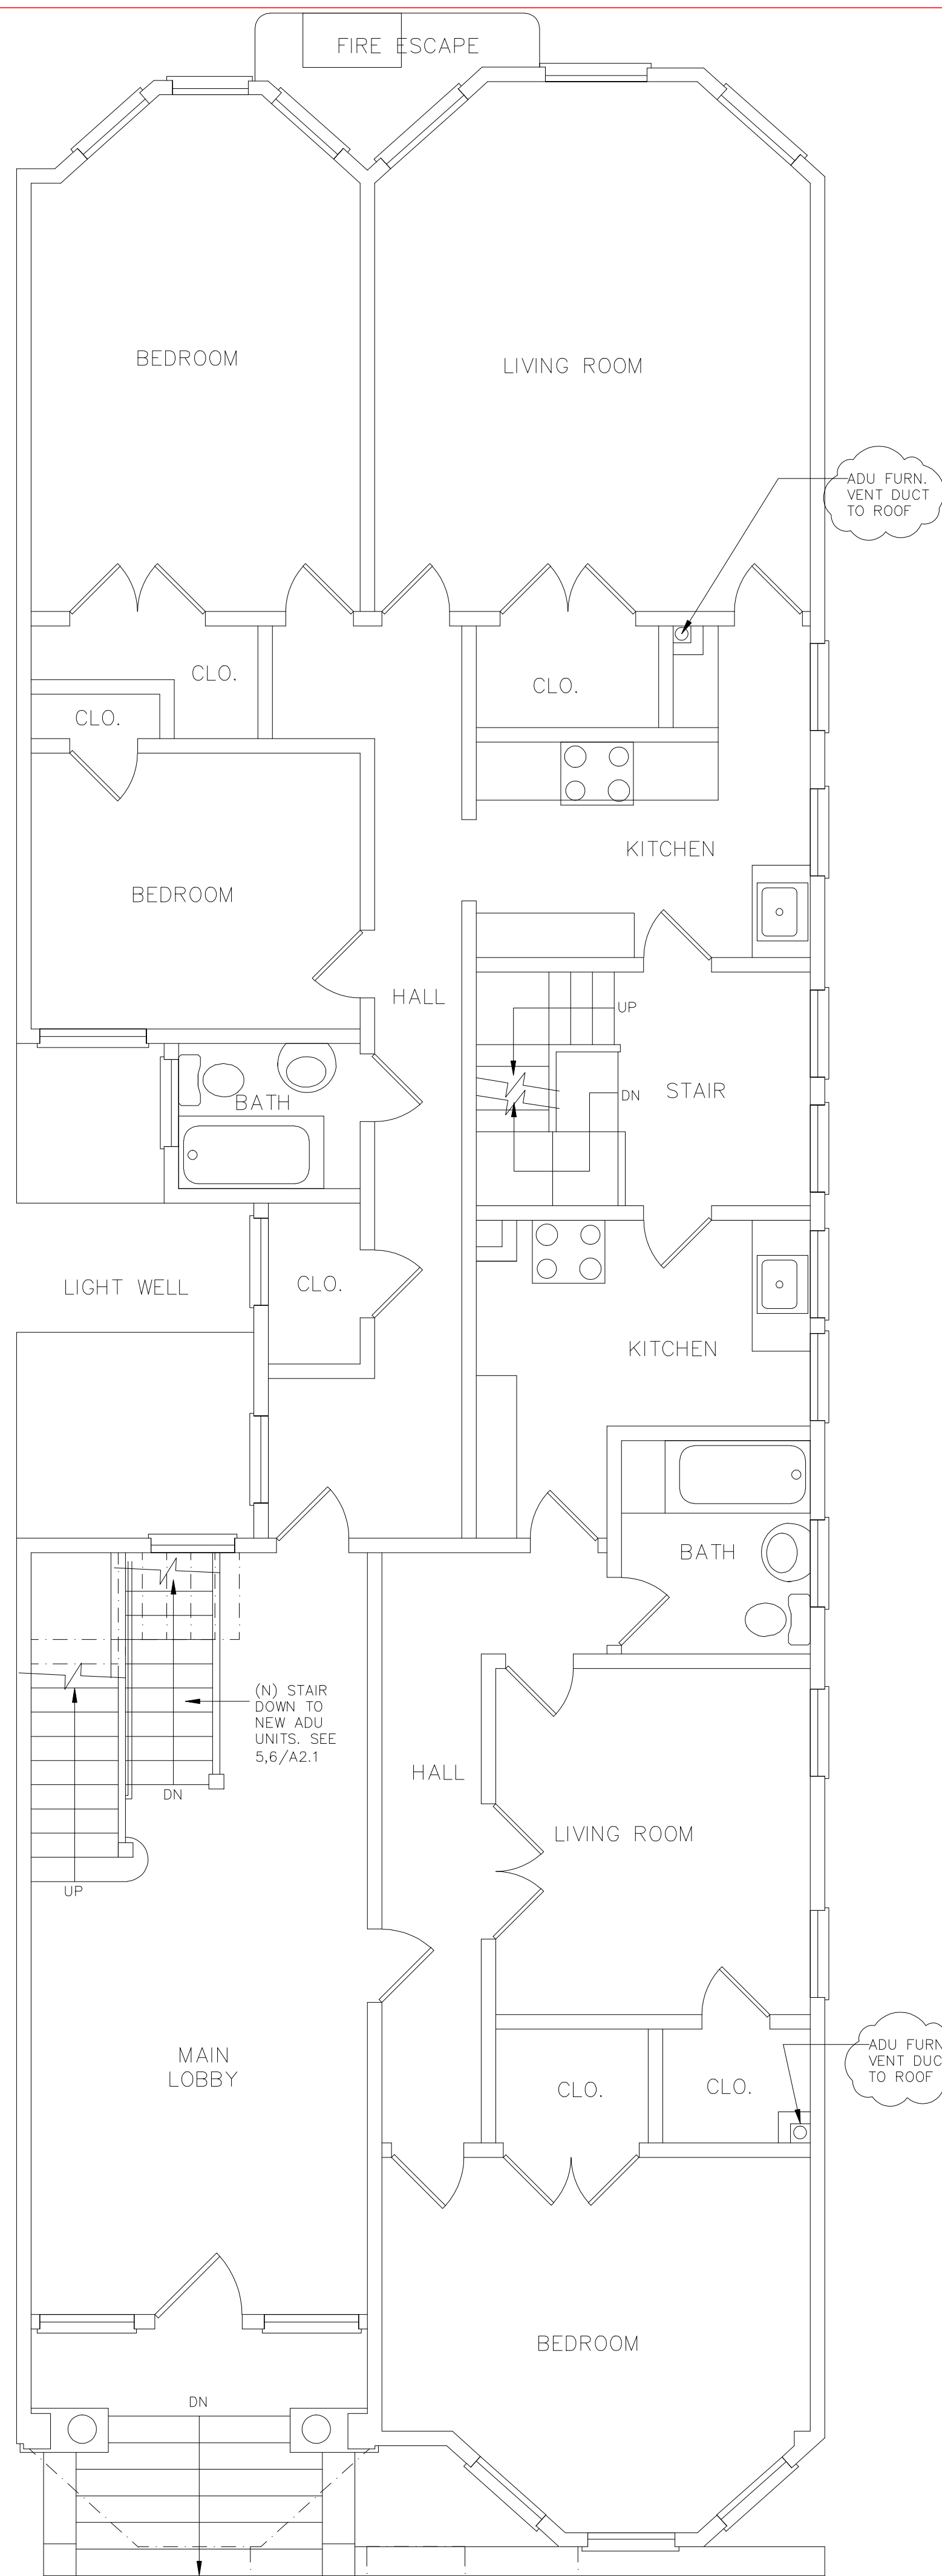 FIRE ESCAPE
BEDROOM
LIVING ROOM
ADU FURN.
VENT DUCT
TO ROOF
CLO.
CLO.
CLO.
KITCHEN
BEDROOM
HALL
UP
STAIR
DN
BATH
LIGHT WELL
CLO.
KITCHEN
BATH
(N) STAIR
DOWN TO
NEW ADU
UNITS. SEE
5,6/A2.1
HALL
DN
LIVING ROOM
UP
MAIN
LOBBY
ADU FURN
VENT DUC
TO ROOF
CLO.
CLO.
BEDROOM
DN